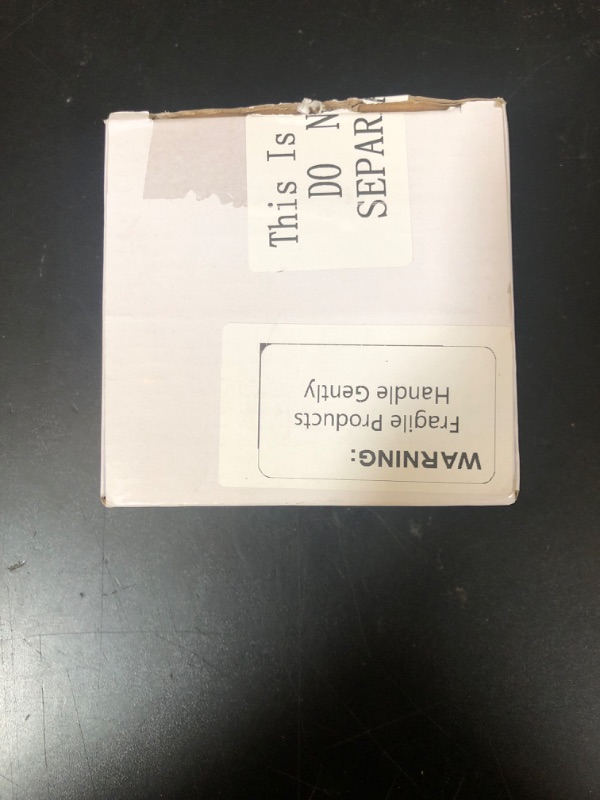 This Is
DO N
SEPAR
WARNING:
Fragile Products
Handle Gently